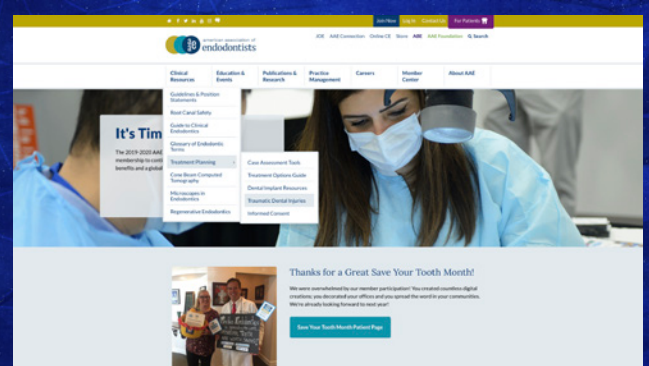 Join Now Log In Contact Us For Patients
american association of
endodontists
JOE AAE Connection Online CE Store ABE AAE Foundation Search
Clinical Resources
Education & Events
Publications & Research
Practice Management
Careers
Member Center
About AAE
Guidelines & Position
Statements
Root Canal Safety
Guide to Clinical
Endodontics
Glossary of Endodontic
Terms
Treatment Planning
Cone Beam Computed
Tomography
Microscopes in
Endodontics
Regenerative Endodontics
Case Assessment Tools
Treatment Options Guide
Dental Implant Resources
Traumatic Dental Injuries
Informed Consent
It's Tim
The 2019-2020 AAE
membership to conti
benefits and a global
Thanks for a Great Save Your Tooth Month!
We were overwhelmed by our member participation! You created countless digital
creations; you decorated your offices and you spread the word in your communities.
We're already looking forward to next year!
Save Your Tooth Month Patient Page